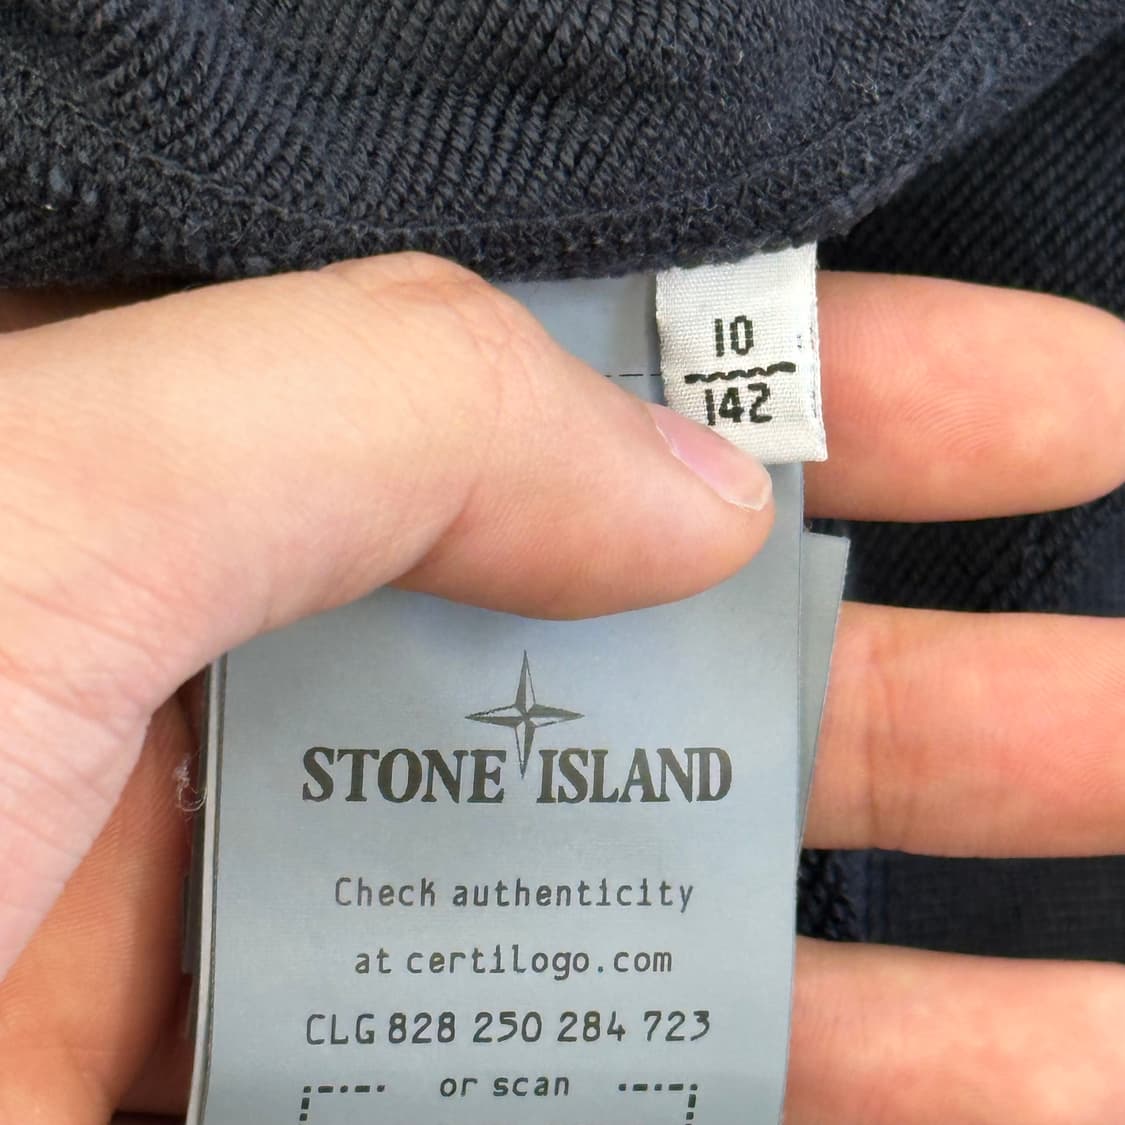 10
142
STONE ISLAND
Check authenticity
at certilogo.com
CLG 828 250 284 723
or scan